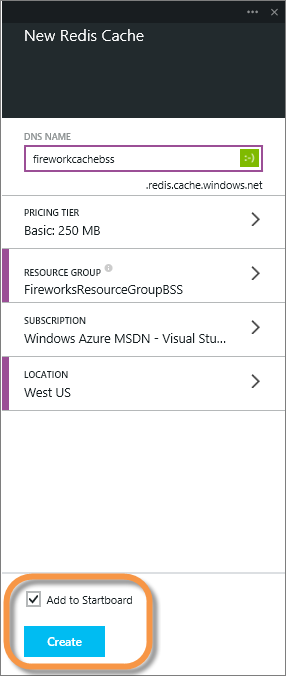 New Redis Cache
DNS NAME
fireworkcachebss
:-)
.redis.cache.windows.net
PRICING TIER
Basic: 250 MB
RESOURCE GROUP
FireworksResourceGroupBSS
SUBSCRIPTION
Windows Azure MSDN - Visual Stu...
LOCATION
West US
Add to Startboard
Create